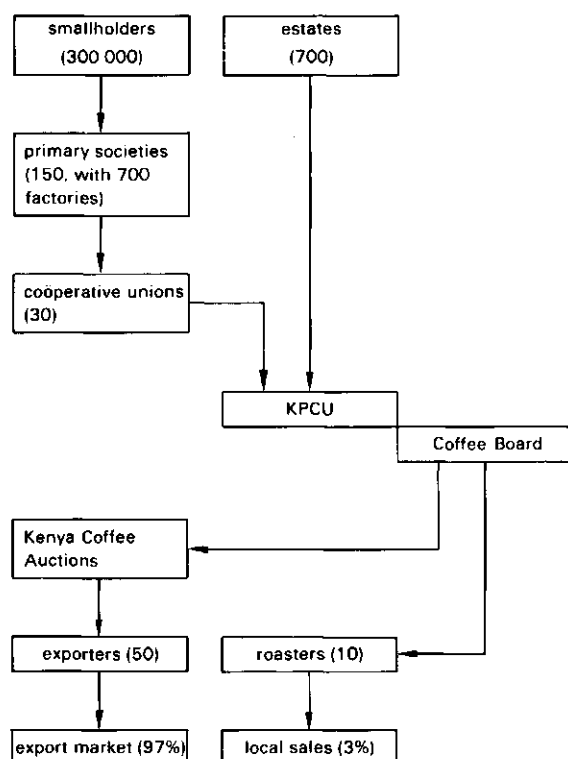 smallholders
(300 000)
estates
(700)
primary societies
(150, with 700
factories)
coöperative unions
(30)
KPCU
Coffee Board
Kenya Coffee
Auctions
exporters (50)
roasters (10)
export market (97%)
local sales (3%)